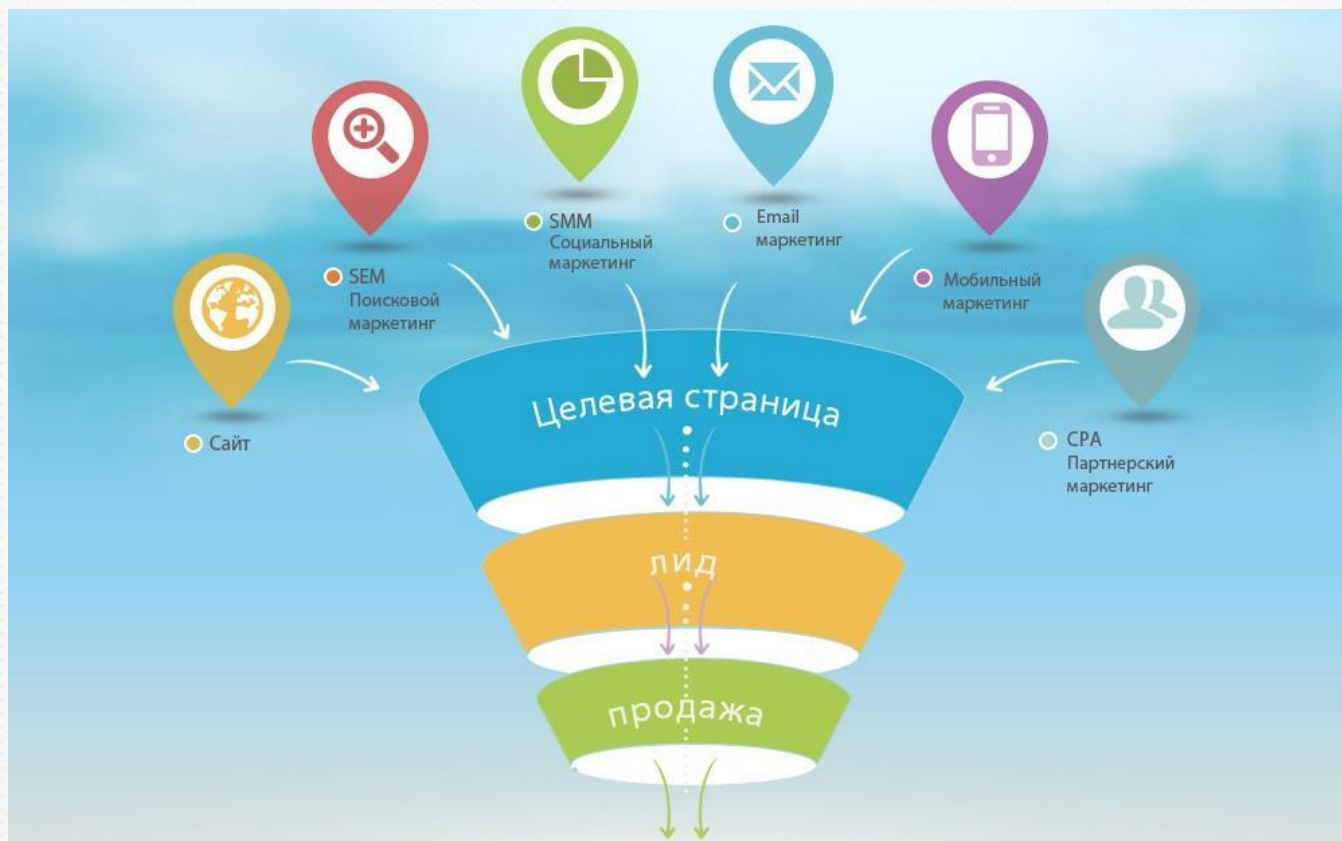 SMM
Социальный
маркетинг
Email
маркетинг
SEM
Поисковой
маркетинг
Мобильный
маркетинг
Сайт
CPA
Партнерский
маркетинг
Целевая страница
лид
продажа